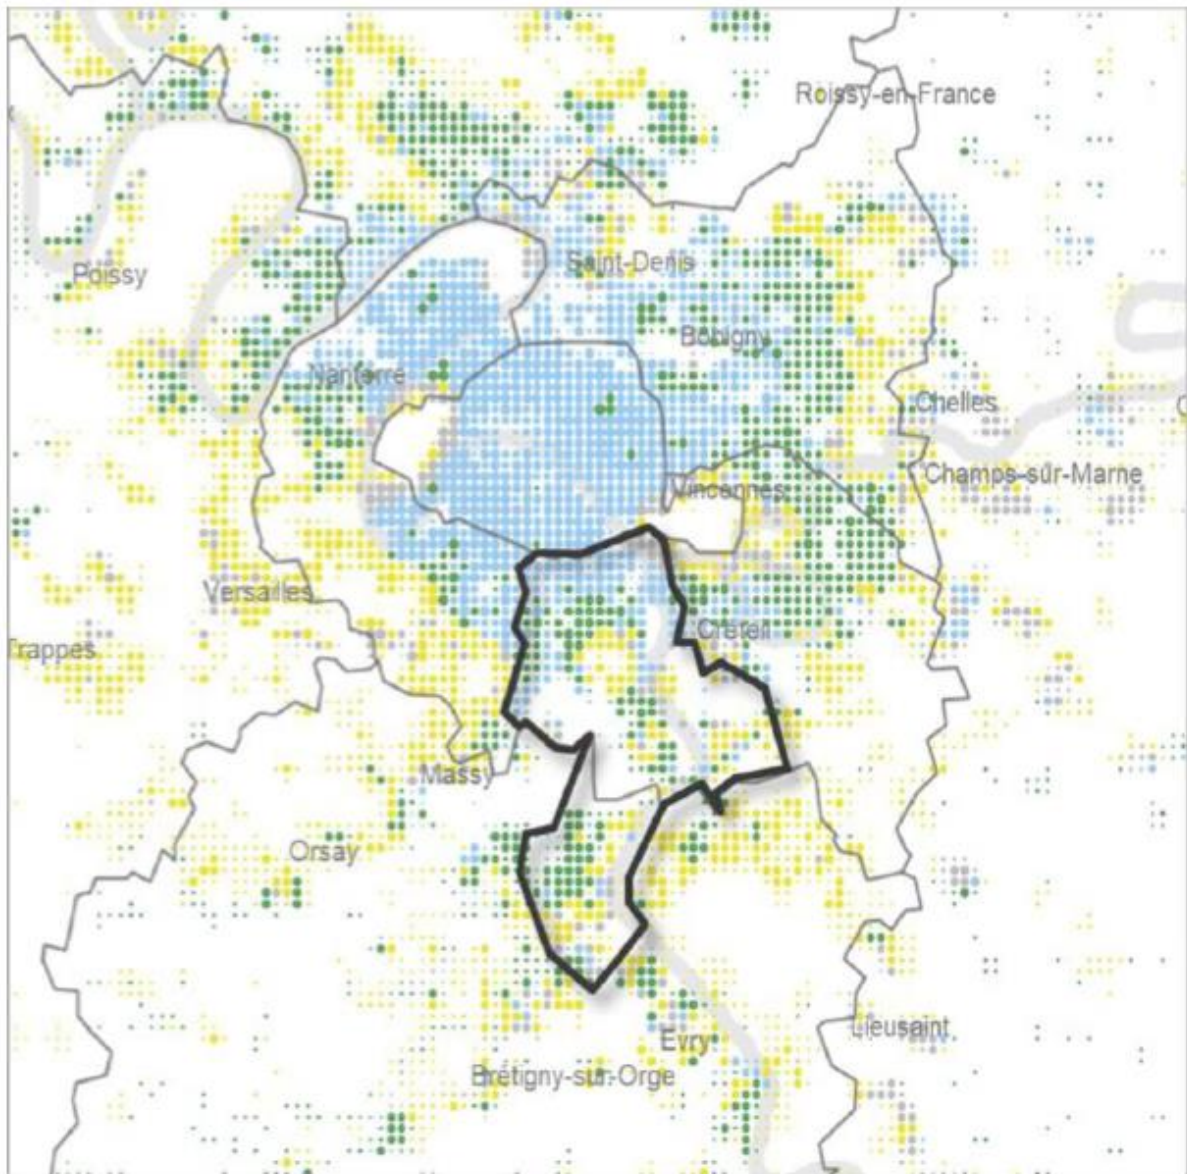 Roissy-en-France
Saint-Denis
Poissy
Bobigny
Nanterre
Chelles
Champs-sur-Marne
Vincennes
Versailles
Créteil
Trappes
Massy
Orsay
Lieusaint
Evry
Brétigny-sur-Orge